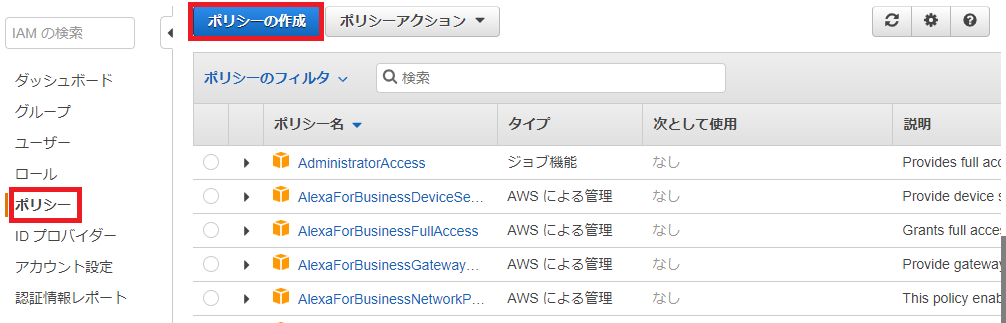 IAM の検索
ダッシュボード
グループ
ユーザー
ロール
ポリシー
ID プロバイダー
アカウント設定
認証情報レポート
ポリシーの作成
ポリシーアクション
ポリシーのフィルタ
検索
ポリシー名 タイプ 次として使用 説明
AdministratorAccess ジョブ機能 なし Provides full acc
AlexaForBusinessDeviceSe... AWS による管理 なし Provide device s
AlexaForBusinessFullAccess AWS による管理 なし Grants full acces
AlexaForBusinessGateway... AWS による管理 なし Provide gateway
AlexaForBusinessNetworkP... AWS による管理 なし This policy enab